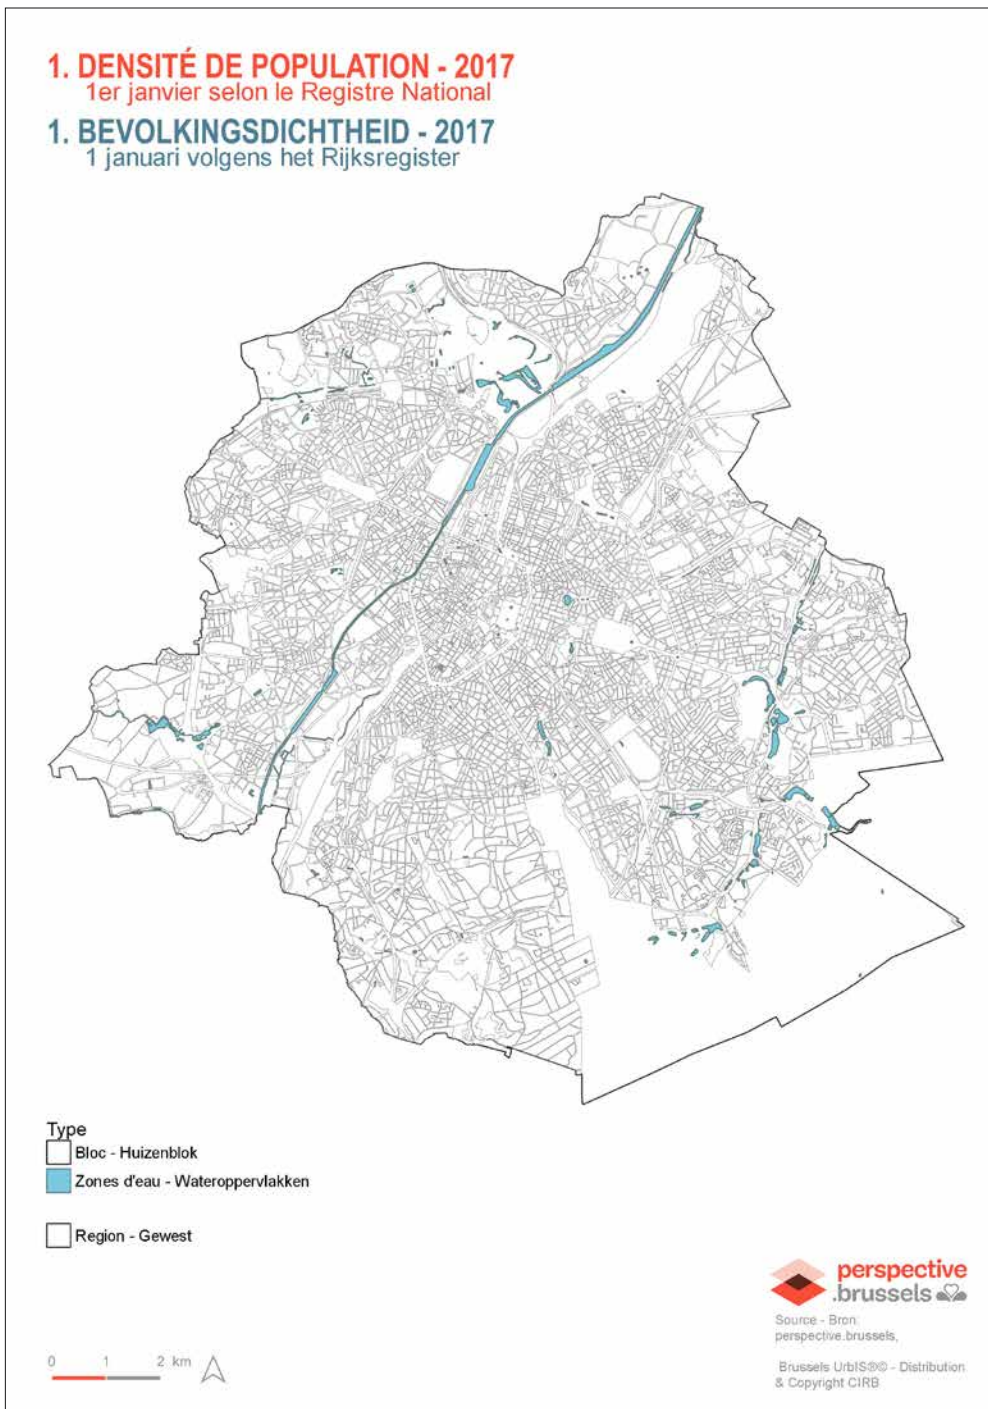 1. DENSITÉ DE POPULATION - 2017
1er janvier selon le Registre National
1. BEVOLKINGSDICHTHEID - 2017
1 januari volgens het Rijksregister
Type
Bloc - Huizenblok
Zones d'eau - Wateroppervlakken
Region - Gewest
perspective
.brussels
Source - Bron:
perspective.brussels,
Brussels UrbIS®© - Distribution
& Copyright CIRB
0 1 2 km